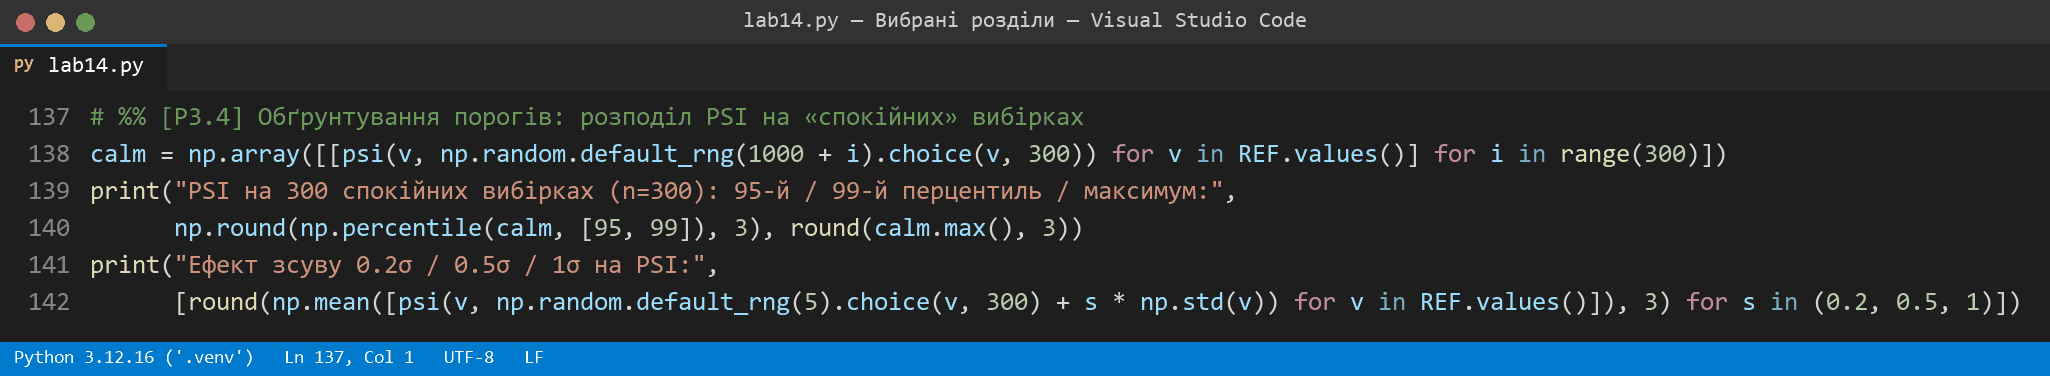 lab14.py — Вибрані розділи — Visual Studio Code
py lab14.py
137 # %% [P3.4] Обґрунтування порогів: розподіл PSI на «спокійних» вибірках
138 calm = np.array([[psi(v, np.random.default_rng(1000 + i).choice(v, 300)) for v in REF.values()] for i in range(300)])
139 print("PSI на 300 спокійних вибірках (n=300): 95-й / 99-й перцентиль / максимум:",
140       np.round(np.percentile(calm, [95, 99]), 3), round(calm.max(), 3))
141 print("Ефект зсуву 0.2σ / 0.5σ / 1σ на PSI:",
142       [round(np.mean([psi(v, np.random.default_rng(5).choice(v, 300) + s * np.std(v)) for v in REF.values()]), 3) for s in (0.2, 0.5, 1)])
Python 3.12.16 ('.venv') Ln 137, Col 1 UTF-8 LF